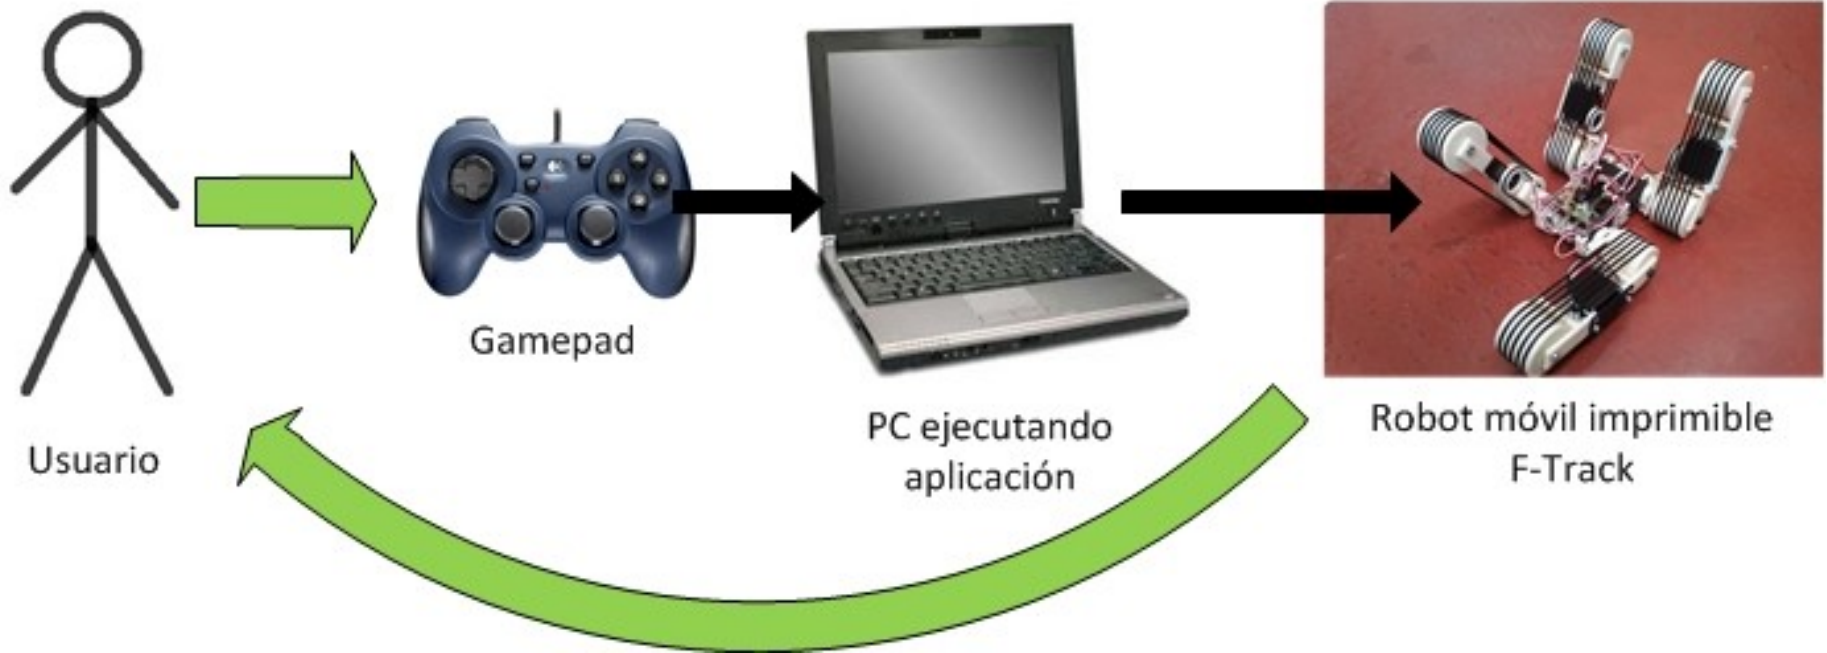 Usuario
Gamepad
PC ejecutando
aplicación
Robot móvil imprimible
F-Track